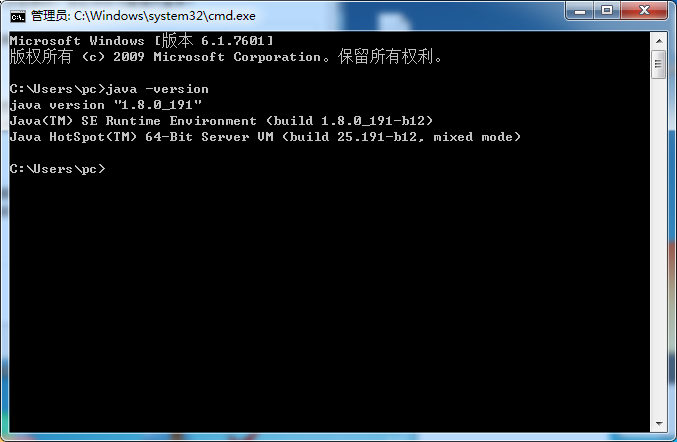 管理员: C:\Windows\system32\cmd.exe
Microsoft Windows [版本 6.1.7601]
版权所有 (c) 2009 Microsoft Corporation。保留所有权利。
C:\Users\pc>java -version
java version "1.8.0_191"
Java(TM) SE Runtime Environment (build 1.8.0_191-b12)
Java HotSpot(TM) 64-Bit Server VM (build 25.191-b12, mixed mode)
C:\Users\pc>